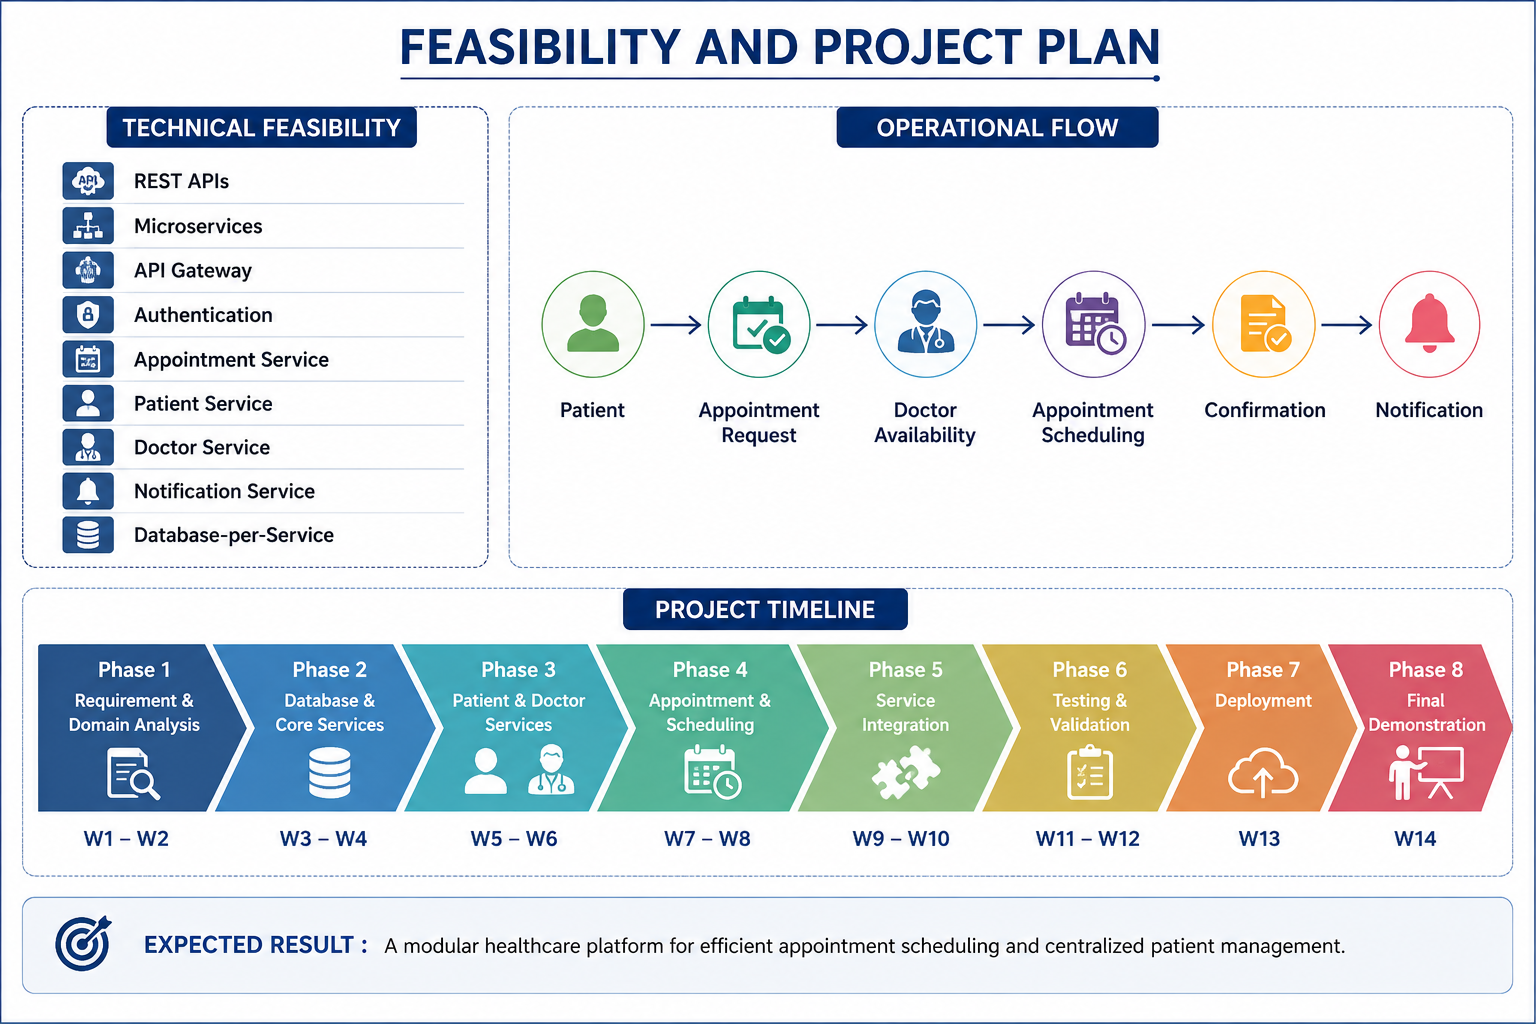 FEASIBILITY AND PROJECT PLAN
TECHNICAL FEASIBILITY
API
REST APIs
Microservices
API Gateway
Authentication
Appointment Service
Patient Service
Doctor Service
Notification Service
Database-per-Service
OPERATIONAL FLOW
Patient
Appointment
Request
Doctor
Availability
Appointment
Scheduling
Confirmation
Notification
PROJECT TIMELINE
Phase 1
Requirement &
Domain Analysis
W1 – W2
Phase 2
Database &
Core Services
W3 – W4
Phase 3
Patient & Doctor
Services
W5 – W6
Phase 4
Appointment &
Scheduling
W7 – W8
Phase 5
Service
Integration
W9 – W10
Phase 6
Testing &
Validation
W11 – W12
Phase 7
Deployment
W13
Phase 8
Final
Demonstration
W14
EXPECTED RESULT : A modular healthcare platform for efficient appointment scheduling and centralized patient management.